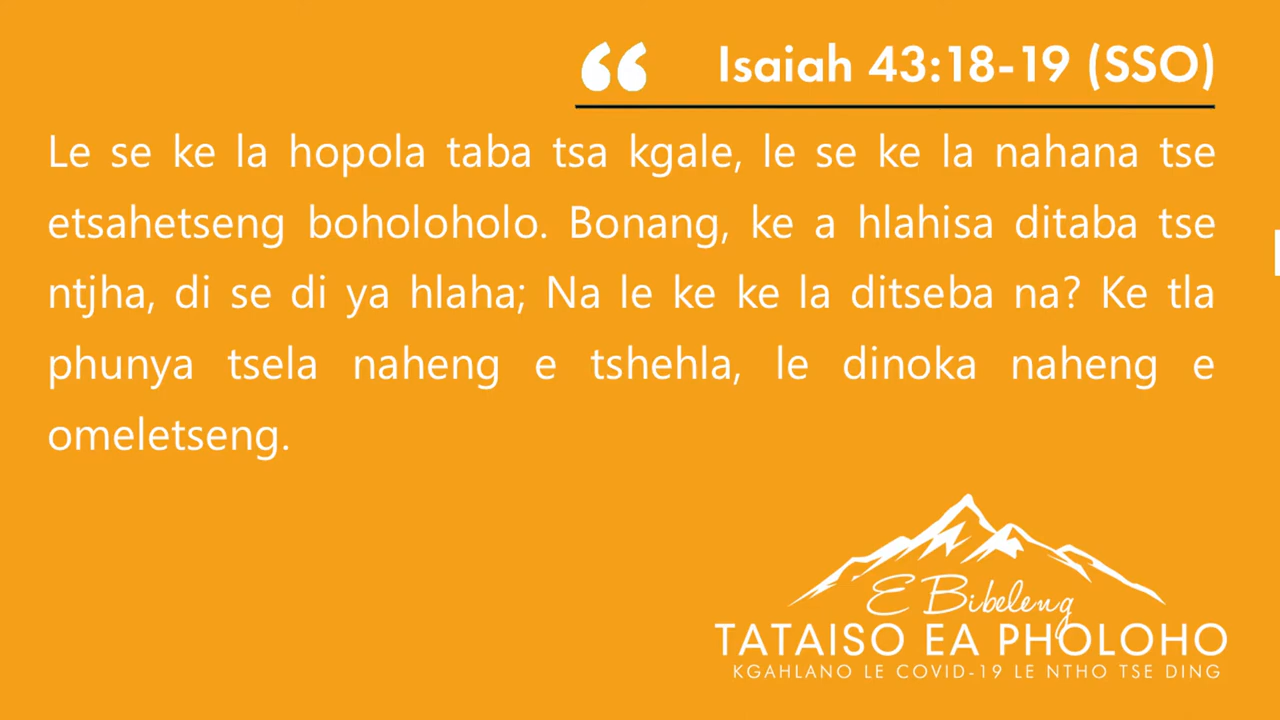 “ Isaiah 43:18-19 (SSO)
Le se ke la hopola taba tsa kgale, le se ke la nahana tse
etsahetseng boholoholo. Bonang, ke a hlahisa ditaba tse
ntjha, di se di ya hlaha; Na le ke ke la ditseba na? Ke tla
phunya tsela naheng e tshehla, le dinoka naheng e
omeletseng.
E Bibeleng
TATAISO EA PHOLOHO
KGAHLANO LE COVID-19 LE NTHO TSE DING